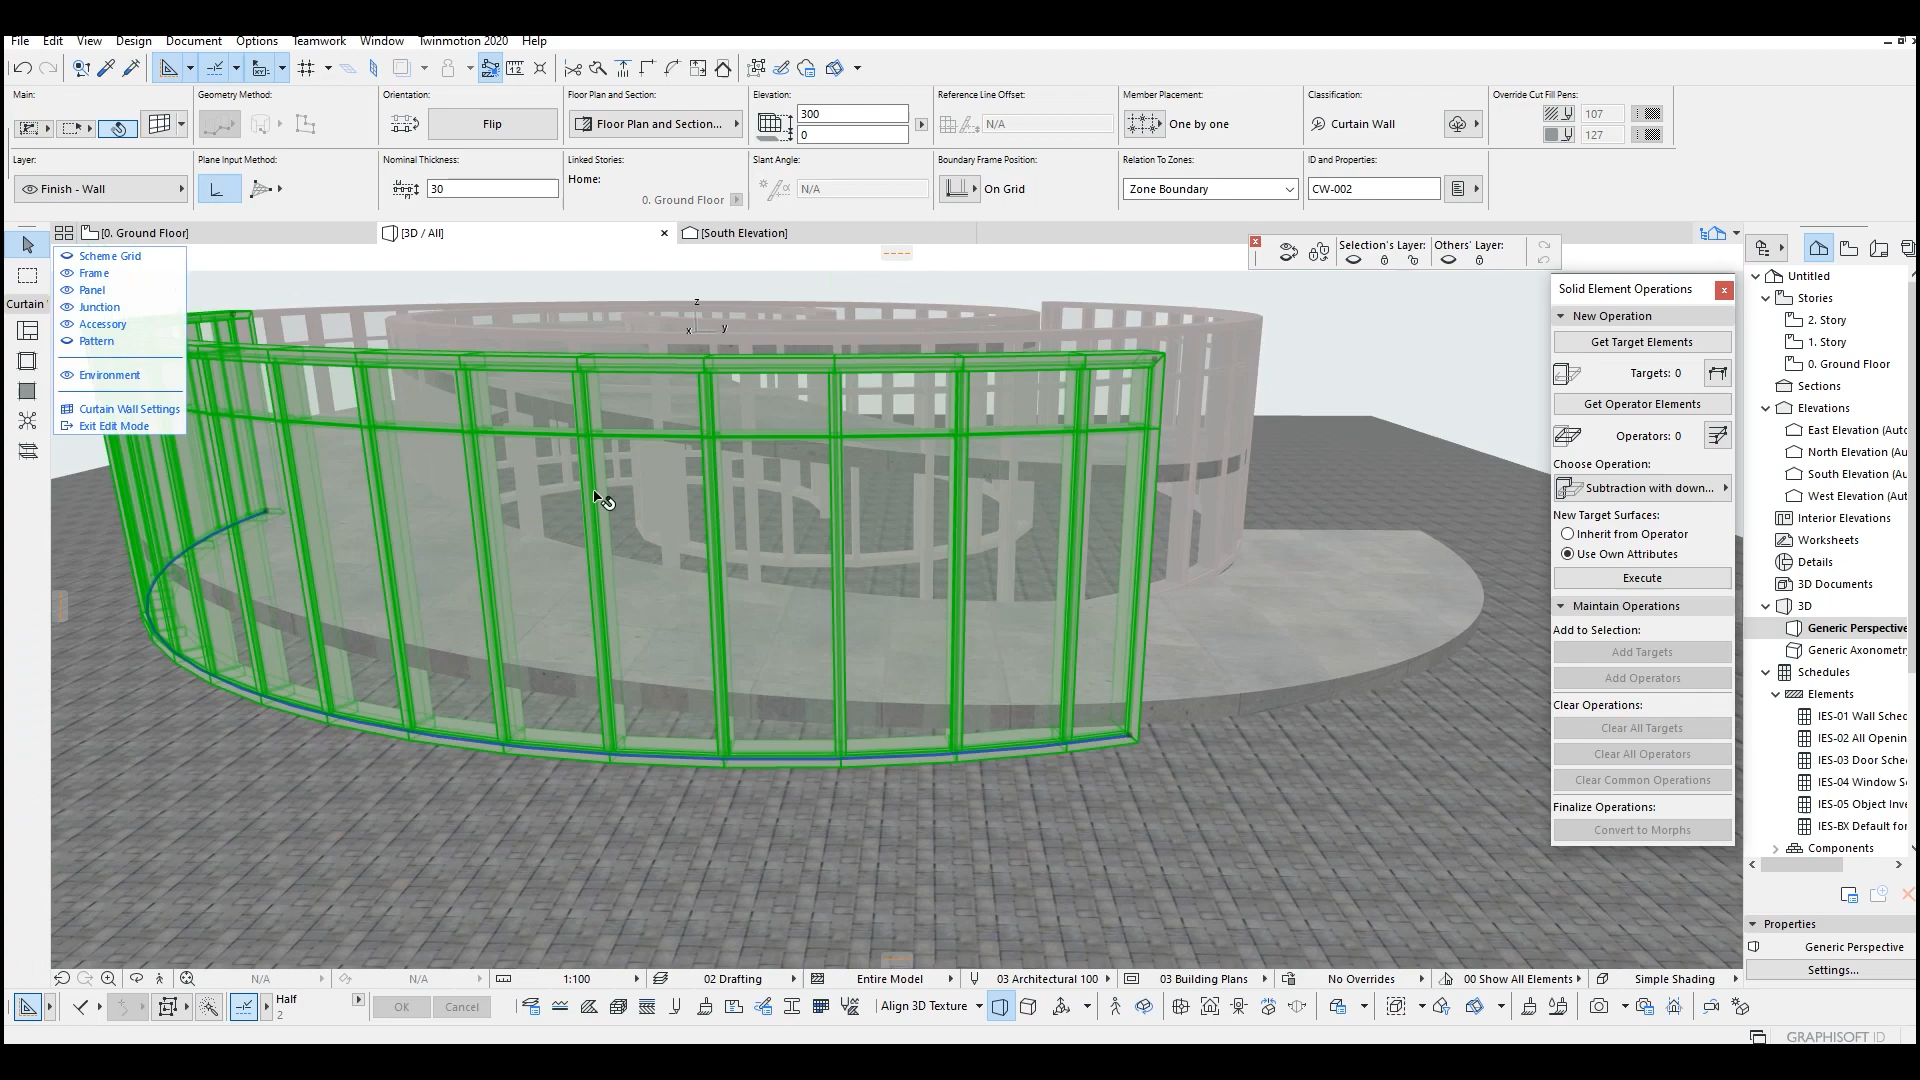 File Edit View Design Document Options Teamwork Window Twinmotion 2020 Help
Main:
Geometry Method:
Orientation:
Flip
Floor Plan and Section:
Floor Plan and Section...
Elevation:
300
0
Reference Line Offset:
N/A
Member Placement:
One by one
Classification:
Curtain Wall
Override Cut Fill Pens:
107
127
Layer:
Finish - Wall
Plane Input Method:
Nominal Thickness:
30
Linked Stories:
Home:
0. Ground Floor
Slant Angle:
N/A
Boundary Frame Position:
On Grid
Relation To Zones:
Zone Boundary
ID and Properties:
CW-002
[0. Ground Floor]
[3D / All]
[South Elevation]
Selection's Layer:
Others' Layer:
Curtain
Scheme Grid
Frame
Panel
Junction
Accessory
Pattern
Environment
Curtain Wall Settings
Exit Edit Mode
z
x
y
Solid Element Operations
New Operation
Get Target Elements
Targets: 0
Get Operator Elements
Operators: 0
Choose Operation:
Subtraction with down...
New Target Surfaces:
Inherit from Operator
Use Own Attributes
Execute
Maintain Operations
Add to Selection:
Add Targets
Add Operators
Clear Operations:
Clear All Targets
Clear All Operators
Clear Common Operations
Finalize Operations:
Convert to Morphs
Untitled
Stories
2. Story
1. Story
0. Ground Floor
Sections
Elevations
East Elevation (Auto
North Elevation (Au
South Elevation (Aut
West Elevation (Aut
Interior Elevations
Worksheets
Details
3D Documents
3D
Generic Perspective
Generic Axonometr
Schedules
Elements
IES-01 Wall Sched
IES-02 All Openin
IES-03 Door Sche
IES-04 Window S
IES-05 Object Inve
IES-BX Default for
Components
Properties
Generic Perspective
Settings...
N/A
N/A
1:100
02 Drafting
Entire Model
03 Architectural 100
03 Building Plans
No Overrides
00 Show All Elements
Simple Shading
Half
2
OK
Cancel
Align 3D Texture
GRAPHISOFT ID